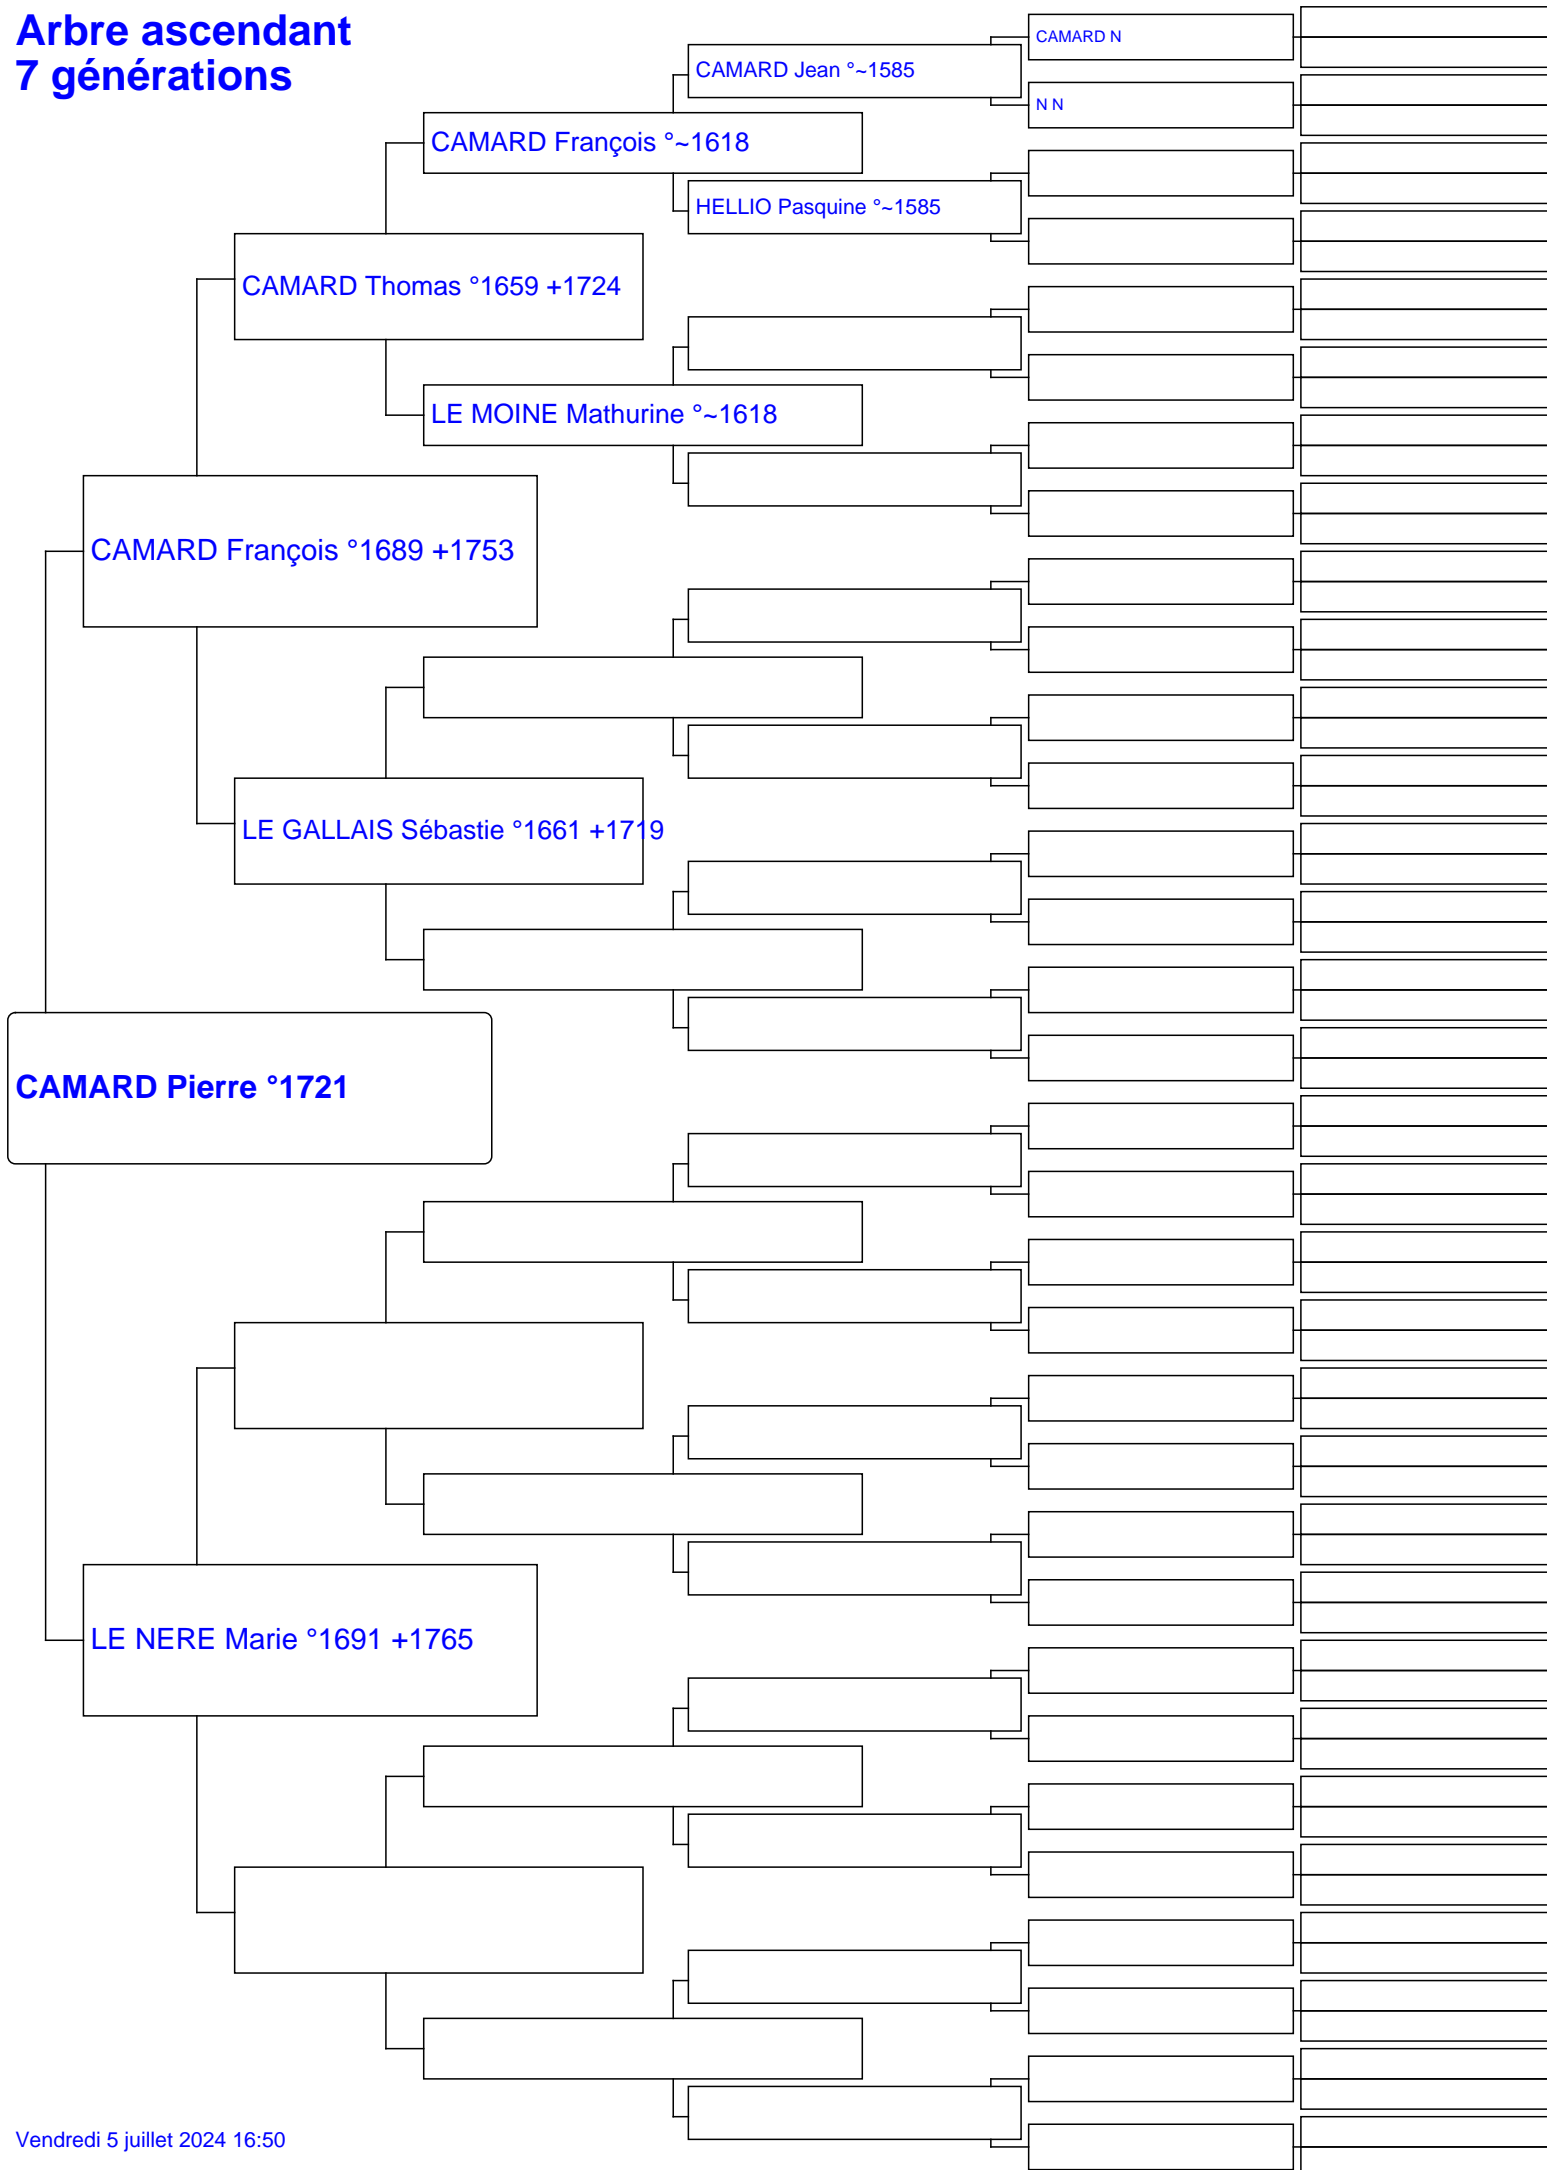 Arbre ascendant
7 générations
CAMARD N
CAMARD Jean °~1585
N N
CAMARD François °~1618
HELLIO Pasquine °~1585
CAMARD Thomas °1659 +1724
LE MOINE Mathurine °~1618
CAMARD François °1689 +1753
LE GALLAIS Sébastie °1661 +1719
CAMARD Pierre °1721
LE NERE Marie °1691 +1765
Vendredi 5 juillet 2024 16:50